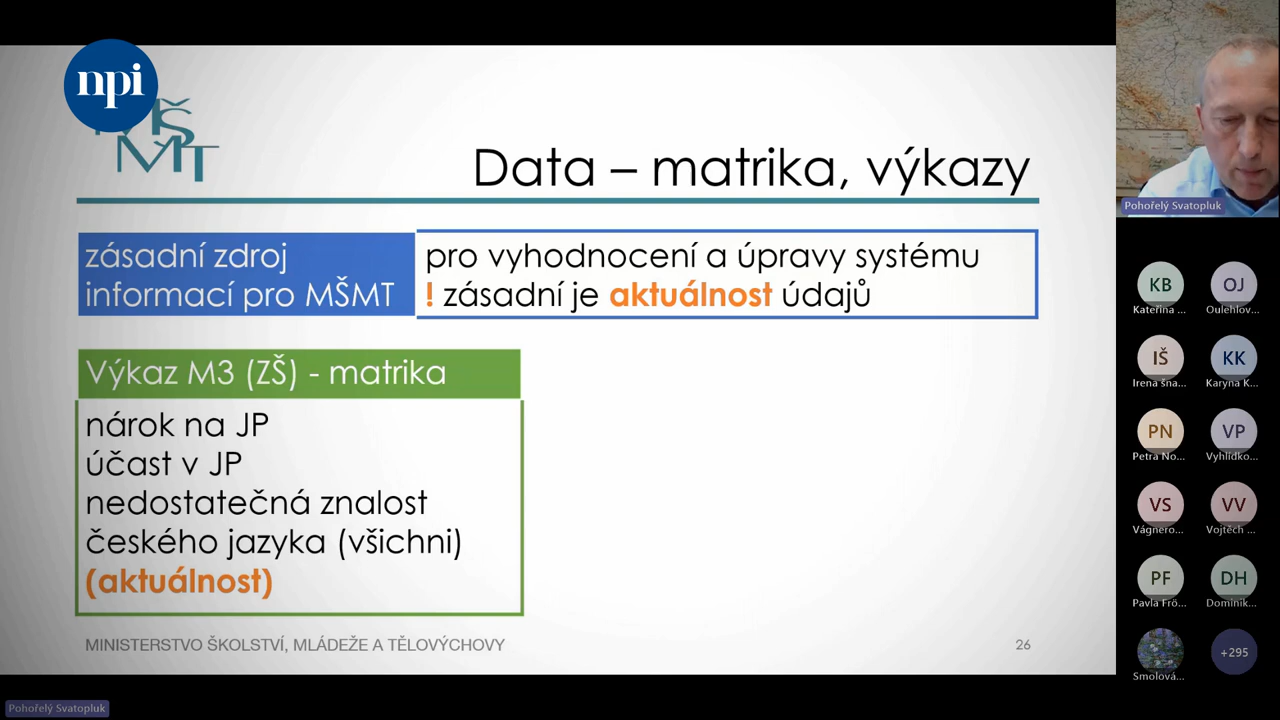 npi
MŠMT
Data – matrika, výkazy
zásadní zdroj
informací pro MŠMT
pro vyhodnocení a úpravy systému
! zásadní je aktuálnost údajů
Výkaz M3 (ZŠ) - matrika
nárok na JP
účast v JP
nedostatečná znalost
českého jazyka (všichni)
(aktuálnost)
MINISTERSTVO ŠKOLSTVÍ, MLÁDEŽE A TĚLOVÝCHOVY
26
Pohořelý Svatopluk
KB
Kateřina ...
OJ
Oulehlov...
IŠ
Irena šna...
KK
Karyna K...
PN
Petra No...
VP
Vyhlídko...
VS
Vágnero...
VV
Vojtěch ...
PF
Pavla Frö...
DH
Dominik...
Smolová...
+295
Pohořelý Svatopluk